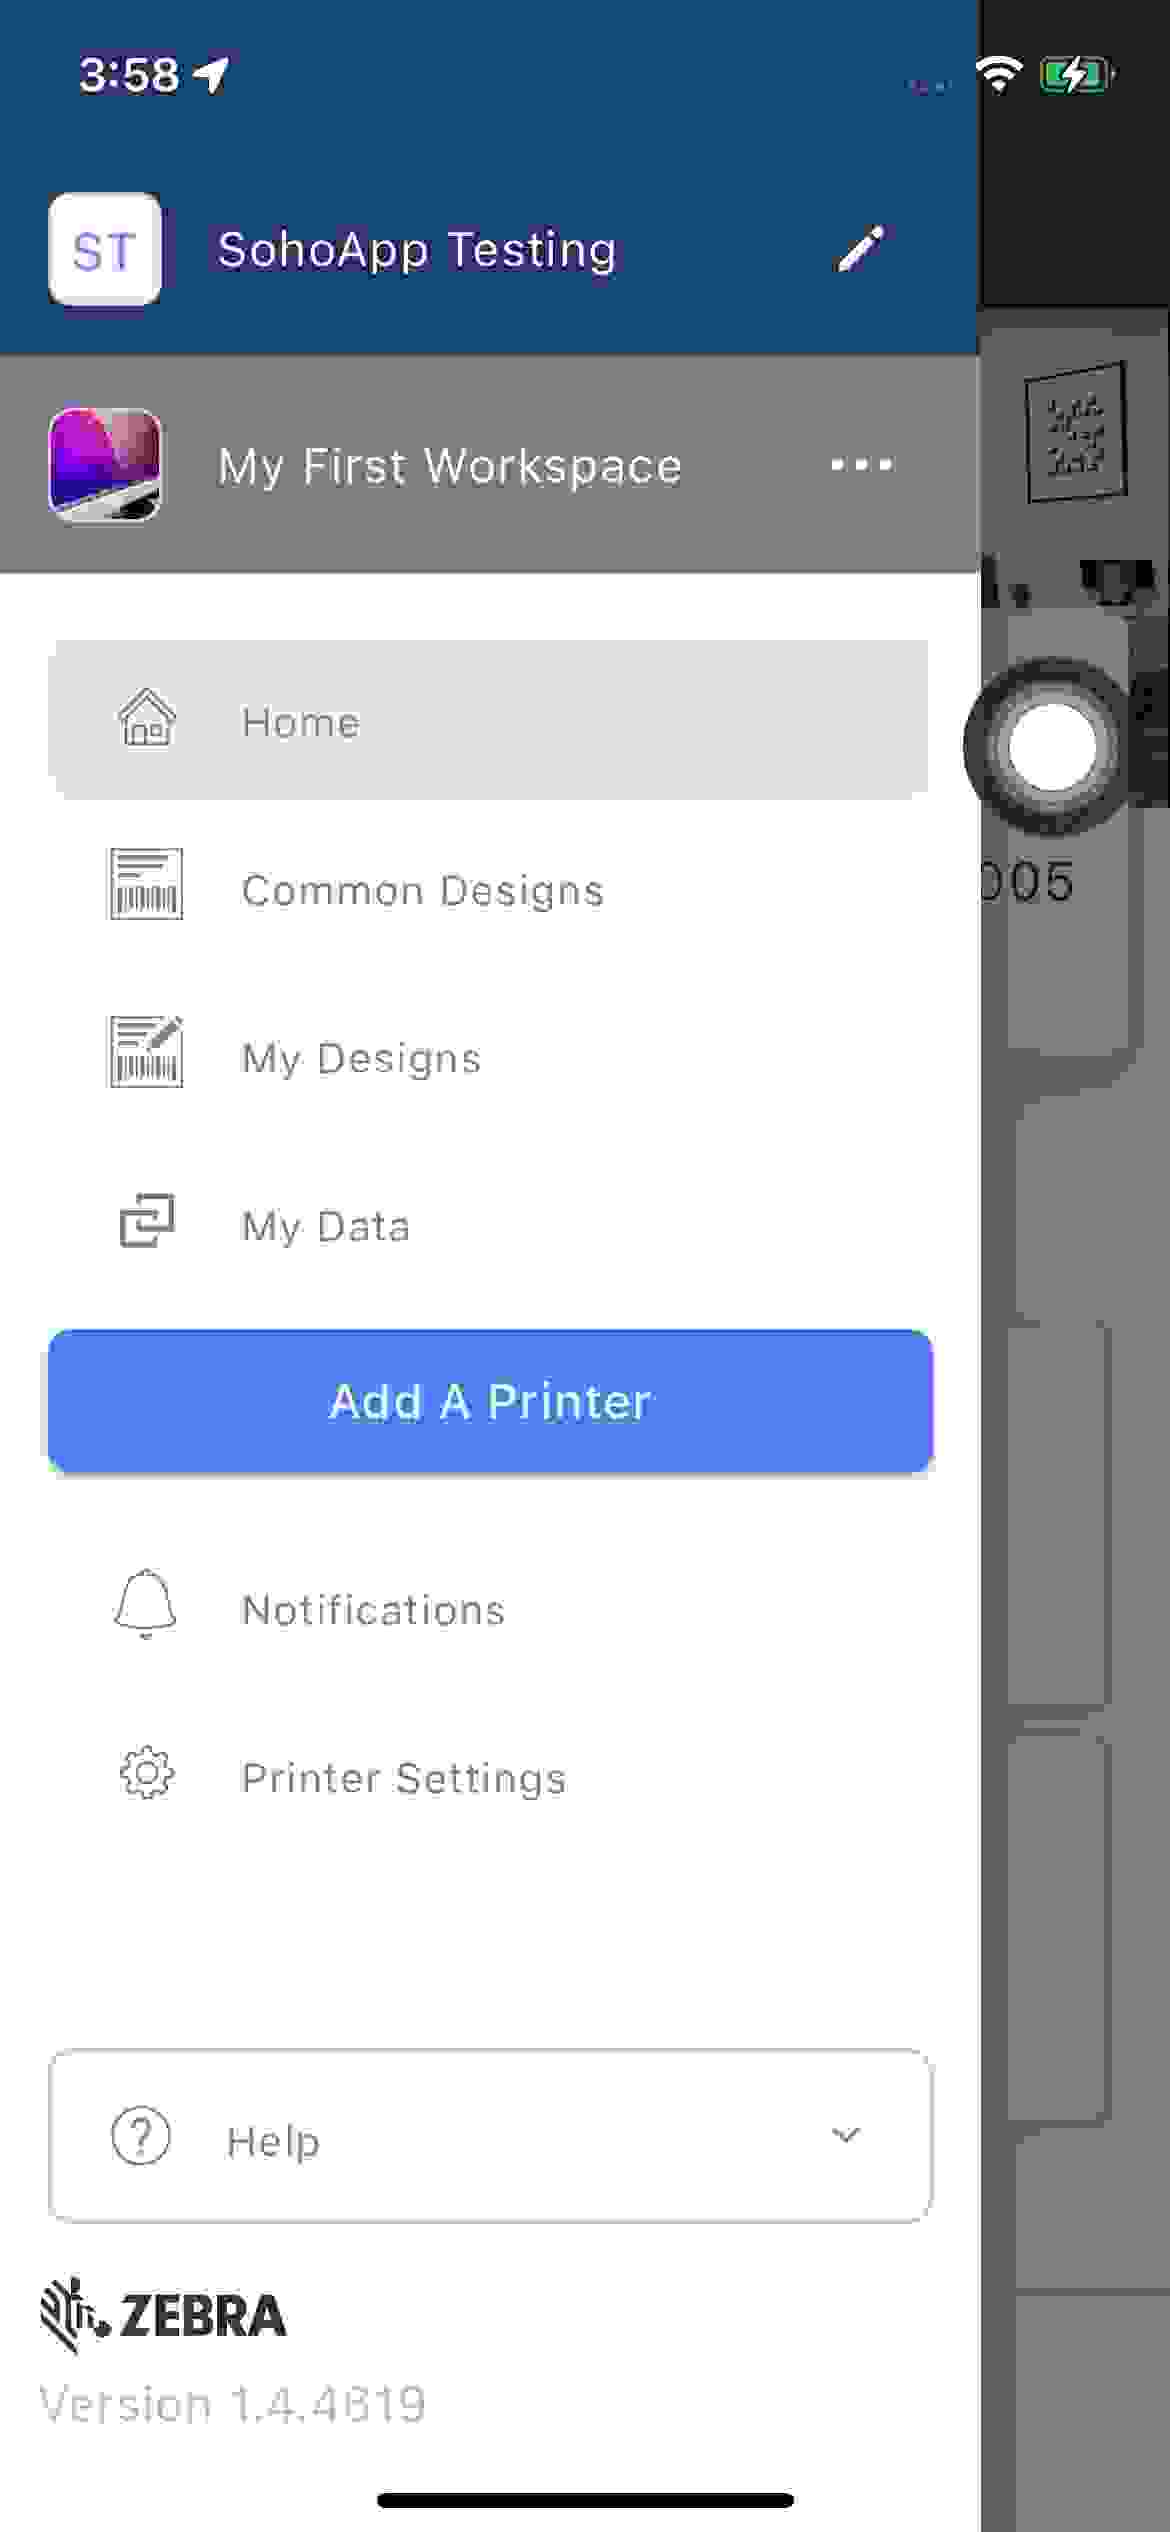 3:58
ST SohoApp Testing
My First Workspace
Home
005
Common Designs
My Designs
My Data
Add A Printer
Notifications
Printer Settings
Help
ZEBRA
Version 1.4.4819